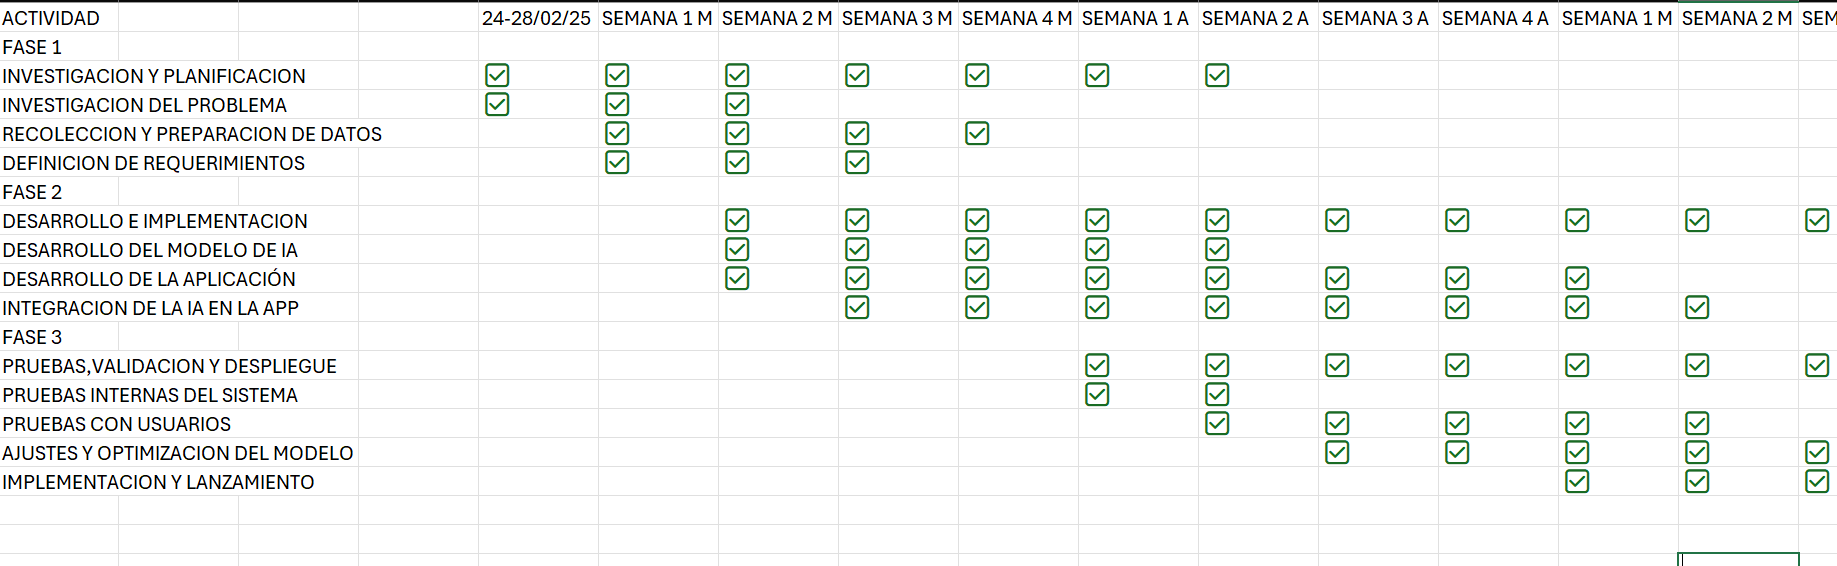 ACTIVIDAD 24-28/02/25 SEMANA 1 M SEMANA 2 M SEMANA 3 M SEMANA 4 M SEMANA 1 A SEMANA 2 A SEMANA 3 A SEMANA 4 A SEMANA 1 M SEMANA 2 M SEM
FASE 1
INVESTIGACION Y PLANIFICACION
INVESTIGACION DEL PROBLEMA
RECOLECCION Y PREPARACION DE DATOS
DEFINICION DE REQUERIMIENTOS
FASE 2
DESARROLLO E IMPLEMENTACION
DESARROLLO DEL MODELO DE IA
DESARROLLO DE LA APLICACIÓN
INTEGRACION DE LA IA EN LA APP
FASE 3
PRUEBAS,VALIDACION Y DESPLIEGUE
PRUEBAS INTERNAS DEL SISTEMA
PRUEBAS CON USUARIOS
AJUSTES Y OPTIMIZACION DEL MODELO
IMPLEMENTACION Y LANZAMIENTO